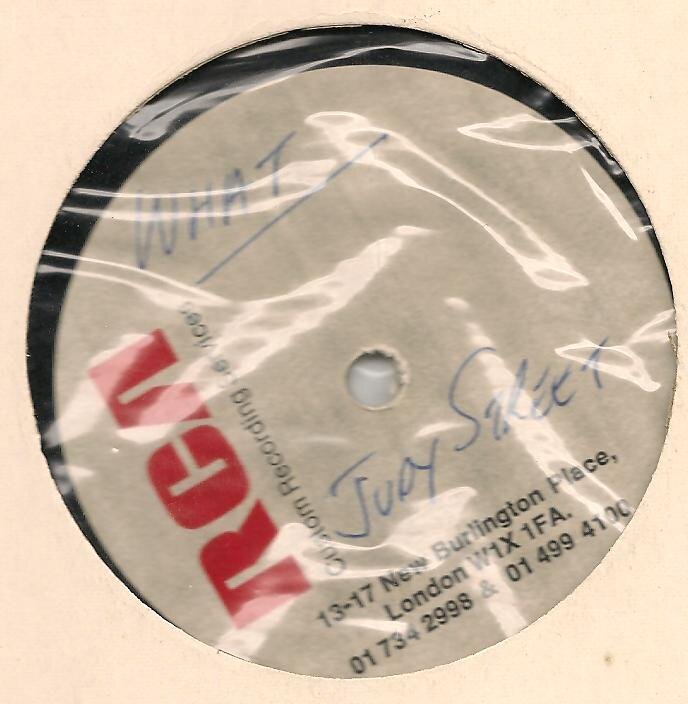 WHAT
RCA
Custom Recording Services
JUDY STREET
13-17 New Burlington Place,
London W1X 1FA.
01 734 2998 & 01 499 4100